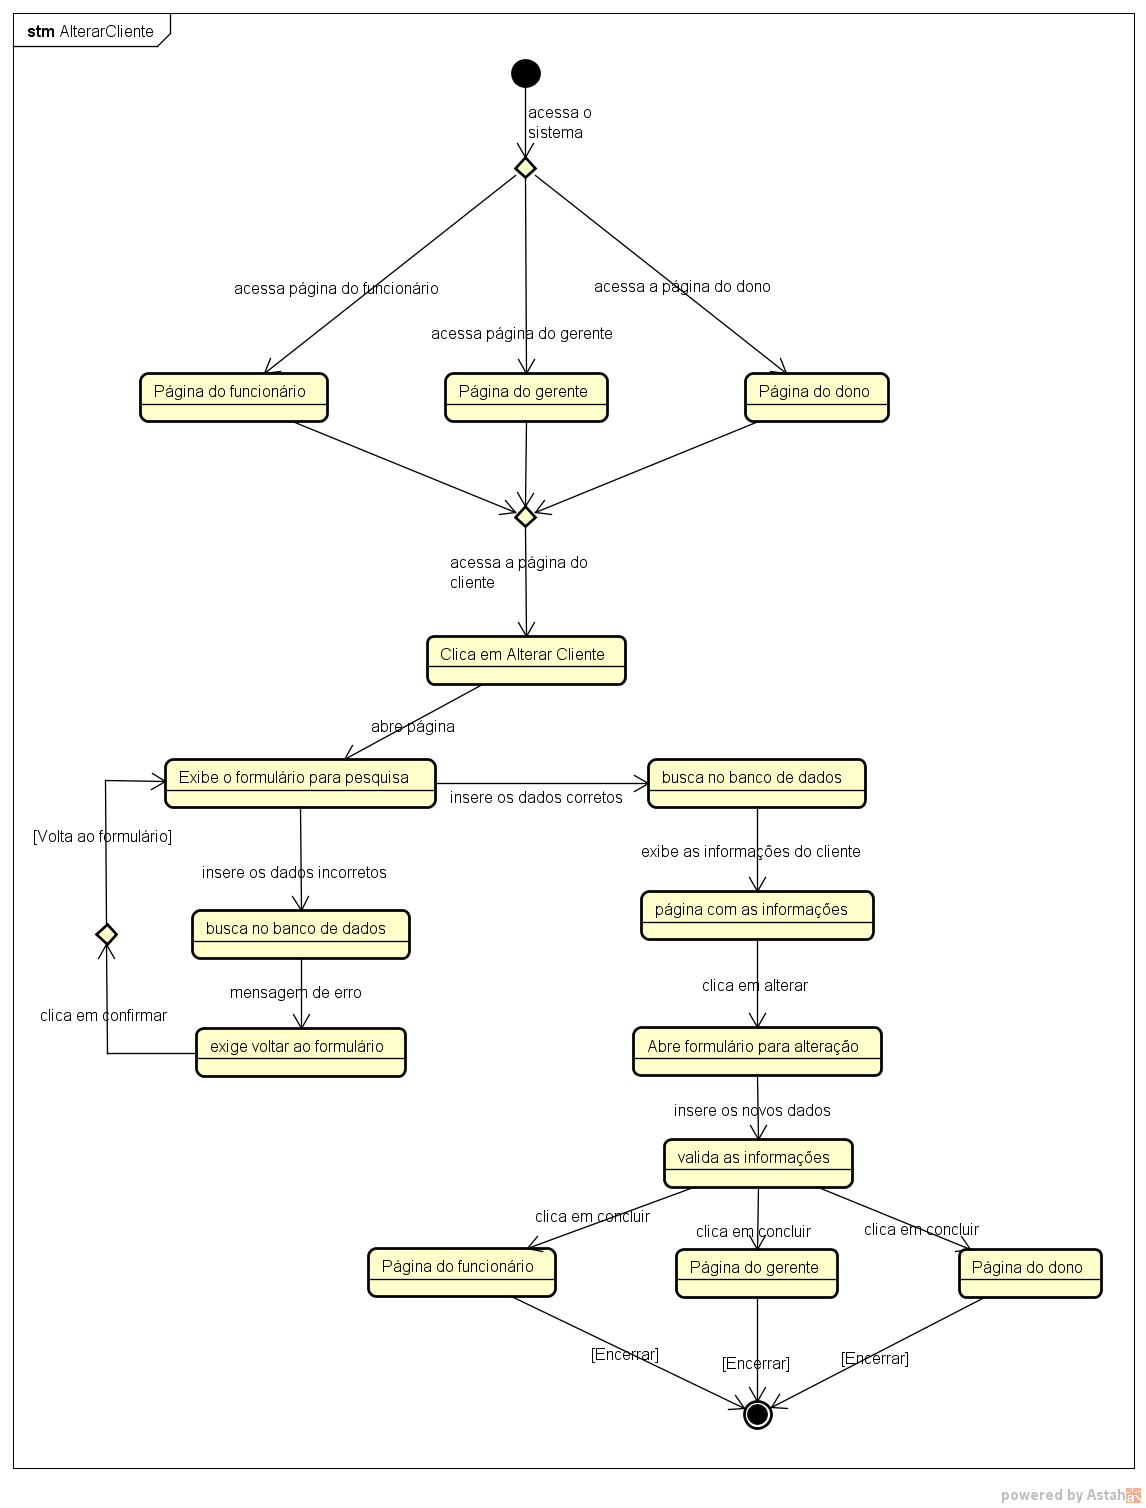 stm AlterarCliente
acessa o
sistema
acessa página do funcionário
acessa a página do dono
acessa página do gerente
Página do funcionário
Página do gerente
Página do dono
acessa a página do
cliente
Clica em Alterar Cliente
abre página
Exibe o formulário para pesquisa
busca no banco de dados
insere os dados corretos
[Volta ao formulário]
exibe as informações do cliente
insere os dados incorretos
página com as informações
busca no banco de dados
clica em alterar
mensagem de erro
clica em confirmar
exige voltar ao formulário
Abre formulário para alteração
insere os novos dados
valida as informações
clica em concluir
clica em concluir
clica em concluir
Página do funcionário
Página do gerente
Página do dono
[Encerrar]
[Encerrar]
[Encerrar]
powered by Astah